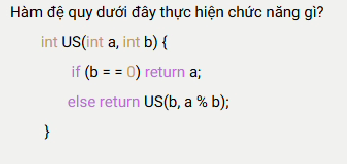 Hàm đệ quy dưới đây thực hiện chức năng gì?
int US(int a, int b) {
if (b = = 0) return a;
else return US(b, a % b);
}